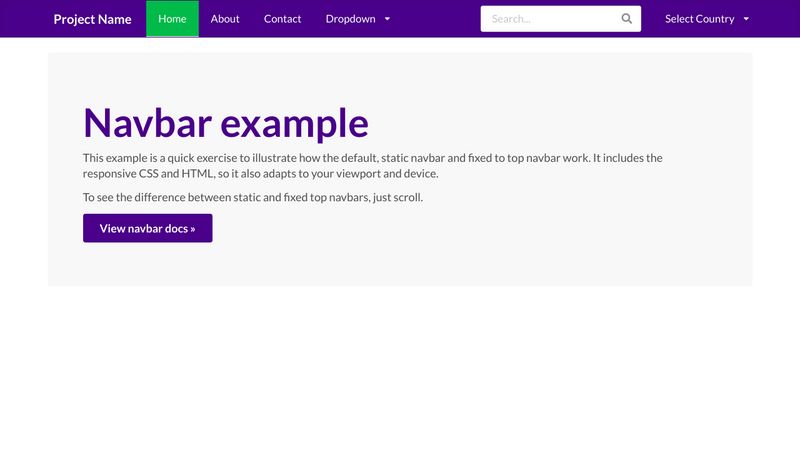 Project Name Home About Contact Dropdown Search... Select Country
Navbar example
This example is a quick exercise to illustrate how the default, static navbar and fixed to top navbar work. It includes the
responsive CSS and HTML, so it also adapts to your viewport and device.
To see the difference between static and fixed top navbars, just scroll.
View navbar docs »